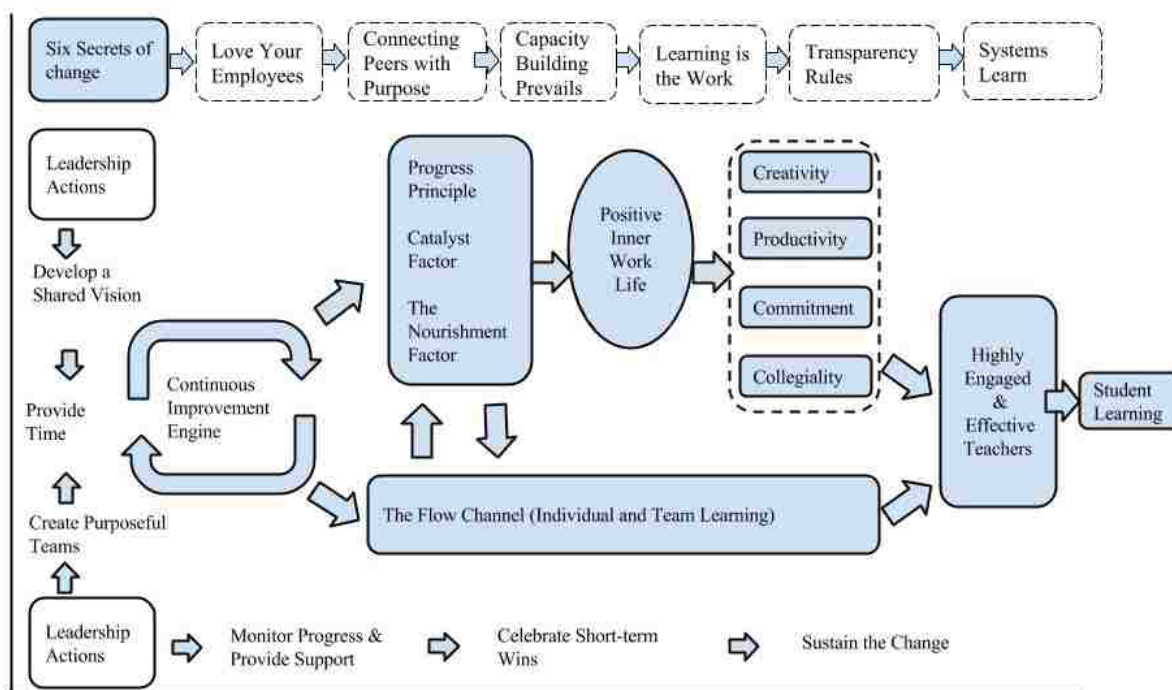 Six Secrets of
change
Love Your
Employees
Connecting
Peers with
Purpose
Capacity
Building
Prevails
Learning is
the Work
Transparency
Rules
Systems
Learn
Leadership
Actions
Develop a
Shared Vision
Provide
Time
Create Purposeful
Teams
Leadership
Actions
Continuous
Improvement
Engine
Progress
Principle
Catalyst
Factor
The
Nourishment
Factor
Positive
Inner
Work
Life
Creativity
Productivity
Commitment
Collegiality
The Flow Channel (Individual and Team Learning)
Highly
Engaged
&
Effective
Teachers
Student
Learning
Monitor Progress &
Provide Support
Celebrate Short-term
Wins
Sustain the Change